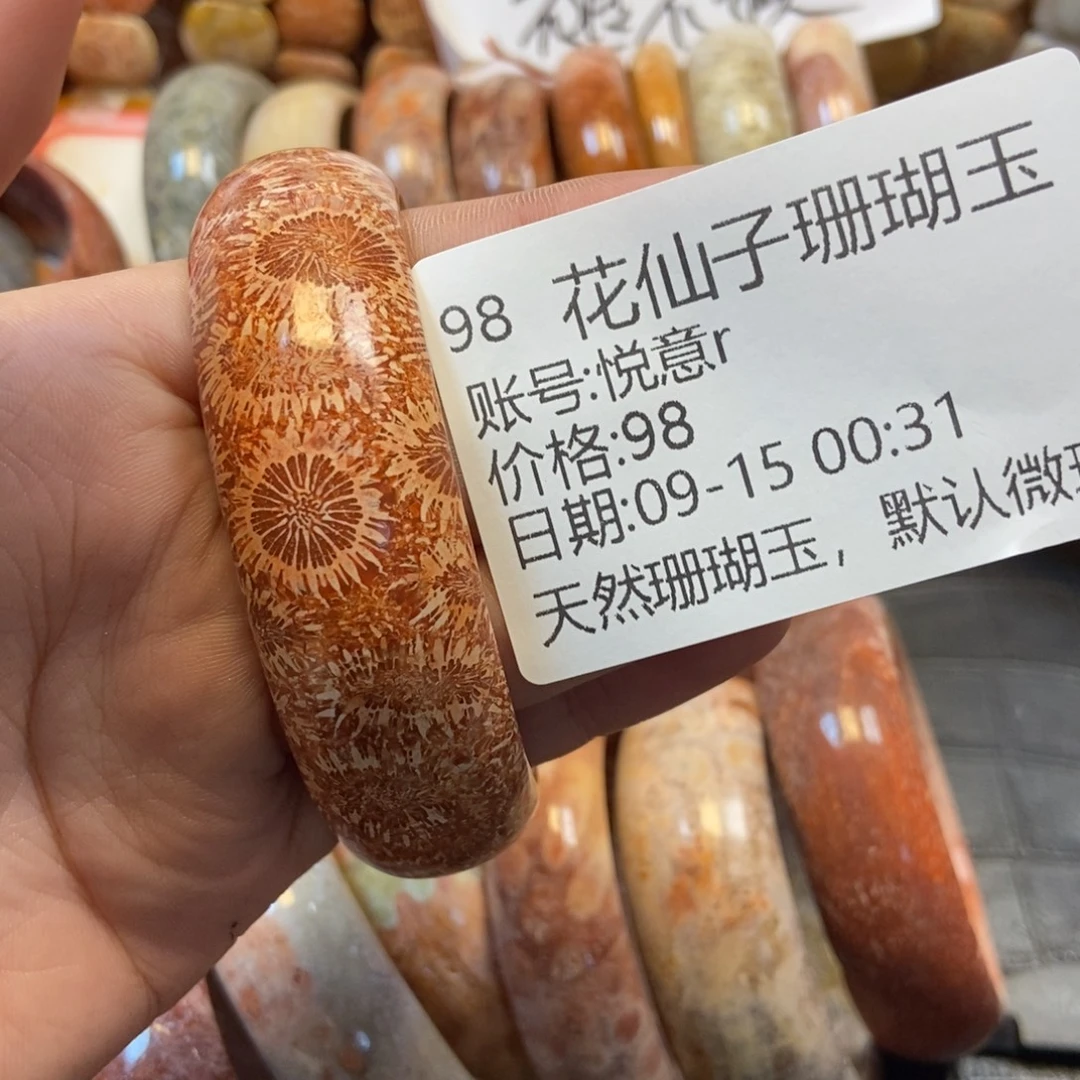 98 花仙子珊瑚玉
账号:悦意r
价格:98
日期:09-15 00:31
天然珊瑚玉，默认微